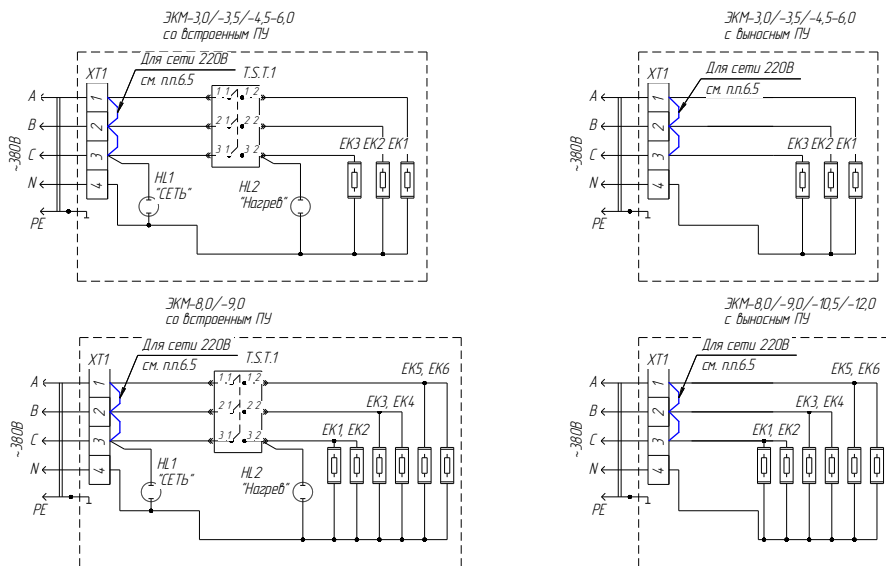 ЭКМ-3,0/-3,5/-4,5-6,0
со встроенным ПУ
XT1
Для сети 220В
см. п.п.6.5
T.S.T.1
A
B
C
N
PE
~380В
1
2
3
4
1 1
1 2
2 1
2 2
3 1
3 2
EK3 EK2 EK1
HL1
"СЕТЬ"
HL2
"Нагрев"
ЭКМ-3,0/-3,5/-4,5-6,0
с выносным ПУ
XT1
Для сети 220В
см. п.п.6.5
A
B
C
N
PE
~380В
1
2
3
4
EK3 EK2 EK1
ЭКМ-8,0/-9,0
со встроенным ПУ
XT1
Для сети 220В
см. п.п.6.5
T.S.T.1
A
B
C
N
PE
~380В
1
2
3
4
1 1
1 2
2 1
2 2
3 1
3 2
EK5, EK6
EK3, EK4
EK1, EK2
HL1
"СЕТЬ"
HL2
"Нагрев"
ЭКМ-8,0/-9,0/-10,5/-12,0
с выносным ПУ
XT1
Для сети 220В
см. п.п.6.5
A
B
C
N
PE
~380В
1
2
3
4
EK5, EK6
EK3, EK4
EK1, EK2